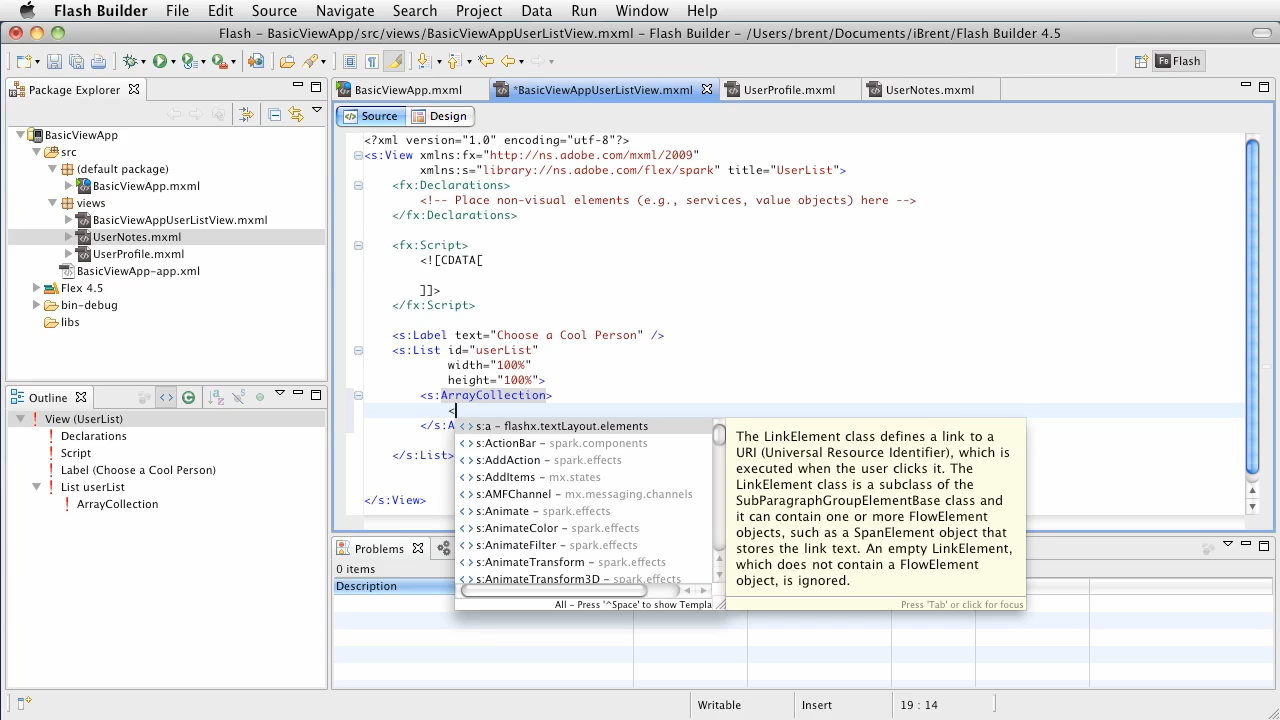 Flash Builder File Edit Source Navigate Search Project Data Run Window Help
Flash – BasicViewApp/src/views/BasicViewAppUserListView.mxml – Flash Builder – /Users/brent/Documents/iBrent/Flash Builder 4.5
Fb Flash
Package Explorer
BasicViewApp
src
(default package)
BasicViewApp.mxml
views
BasicViewAppUserListView.mxml
UserNotes.mxml
UserProfile.mxml
BasicViewApp-app.xml
Flex 4.5
bin-debug
libs
Outline
View (UserList)
Declarations
Script
Label (Choose a Cool Person)
List userList
ArrayCollection
BasicViewApp.mxml *BasicViewAppUserListView.mxml UserProfile.mxml UserNotes.mxml
Source Design
<?xml version="1.0" encoding="utf-8"?>
<s:View xmlns:fx="http://ns.adobe.com/mxml/2009"
xmlns:s="library://ns.adobe.com/flex/spark" title="UserList">
<fx:Declarations>
<!-- Place non-visual elements (e.g., services, value objects) here -->
</fx:Declarations>
<fx:Script>
<![CDATA[
]]>
</fx:Script>
<s:Label text="Choose a Cool Person" />
<s:List id="userList"
width="100%"
height="100%">
<s:ArrayCollection>
<
</s:A
</s:List>
</s:View>
s:a – flashx.textLayout.elements
s:ActionBar – spark.components
s:AddAction – spark.effects
s:AddItems – mx.states
s:AMFChannel – mx.messaging.channels
s:Animate – spark.effects
s:AnimateColor – spark.effects
s:AnimateFilter – spark.effects
s:AnimateTransform – spark.effects
s:AnimateTransform3D – spark.effects
All – Press '^Space' to show Templa
The LinkElement class defines a link to a
URI (Universal Resource Identifier), which is
executed when the user clicks it. The
LinkElement class is a subclass of the
SubParagraphGroupElementBase class and
it can contain one or more FlowElement
objects, such as a SpanElement object that
stores the link text. An empty LinkElement,
which does not contain a FlowElement
object, is ignored.
Press 'Tab' or click for focus
Problems
0 items
Description
Writable Insert 19 : 14